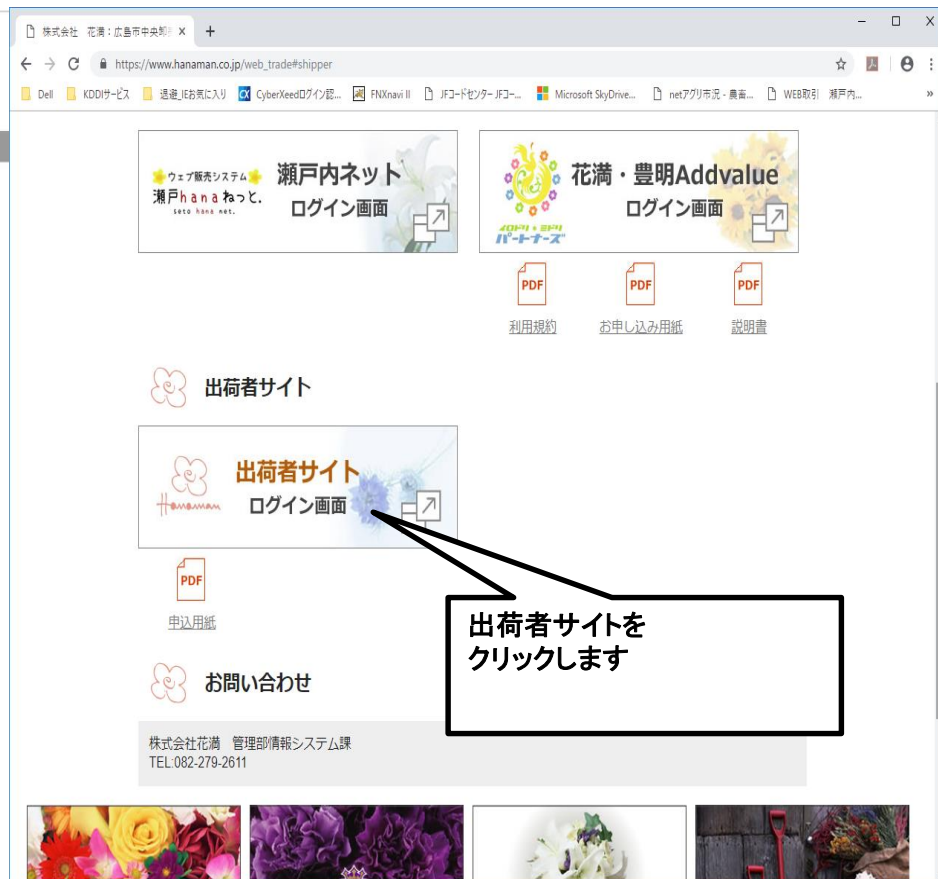 株式会社 花満：広島市中央卸
https://www.hanaman.co.jp/web_trade#shipper
Dell
KDDIサービス
退避_IEお気に入り
CyberXeedログイン認...
FNXnavi II
JFコードセンター JFコー...
Microsoft SkyDrive...
netアグリ市況 - 農畜...
WEB取引 瀬戸内...
ウェブ販売システム
瀬戸hanaねっと.
seto hana net.
瀬戸内ネット
ログイン画面
花満・豊明Addvalue
ログイン画面
イロドリ+ミドリ
パートナーズ
PDF
PDF
PDF
利用規約
お申し込み用紙
説明書
出荷者サイト
Hanaman
出荷者サイト
ログイン画面
PDF
申込用紙
出荷者サイトを
クリックします
お問い合わせ
株式会社花満 管理部情報システム課
TEL:082-279-2611